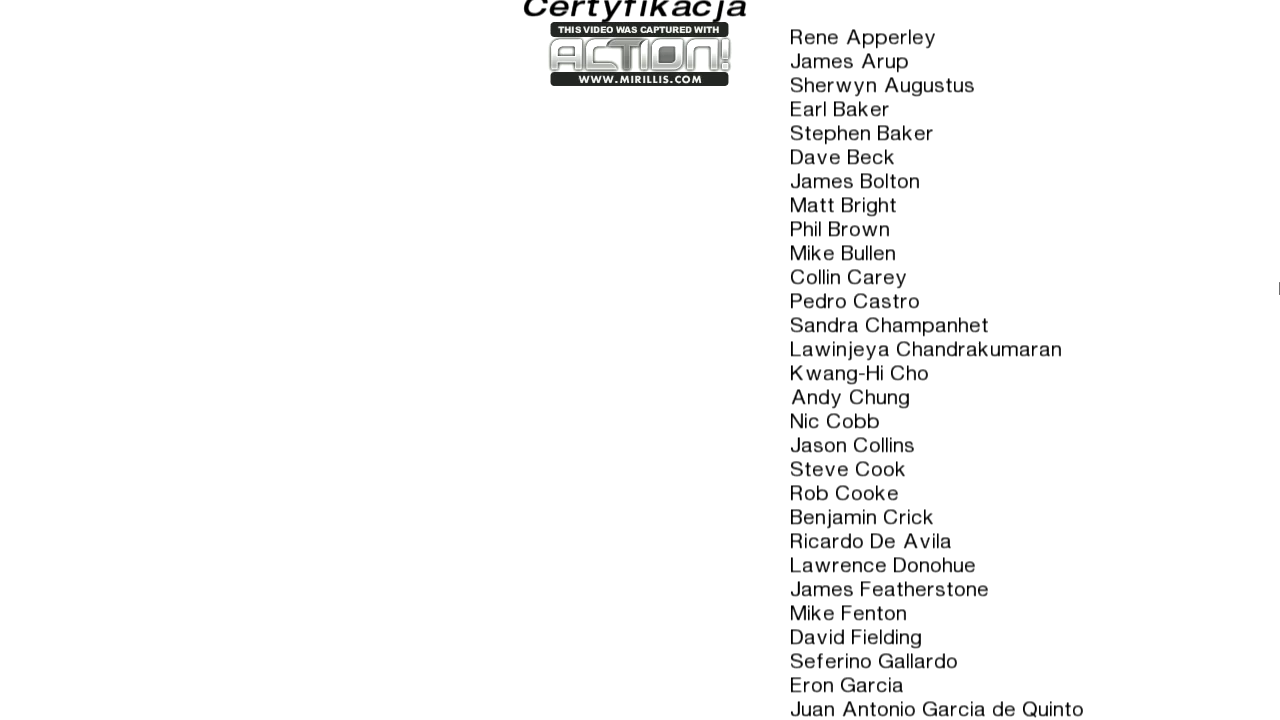 Certyfikacja
THIS VIDEO WAS CAPTURED WITH
ACTION!
WWW.MIRILLIS.COM
Rene Apperley
James Arup
Sherwyn Augustus
Earl Baker
Stephen Baker
Dave Beck
James Bolton
Matt Bright
Phil Brown
Mike Bullen
Collin Carey
Pedro Castro
Sandra Champanhet
Lawinjeya Chandrakumaran
Kwang-Hi Cho
Andy Chung
Nic Cobb
Jason Collins
Steve Cook
Rob Cooke
Benjamin Crick
Ricardo De Avila
Lawrence Donohue
James Featherstone
Mike Fenton
David Fielding
Seferino Gallardo
Eron Garcia
Juan Antonio Garcia de Quinto